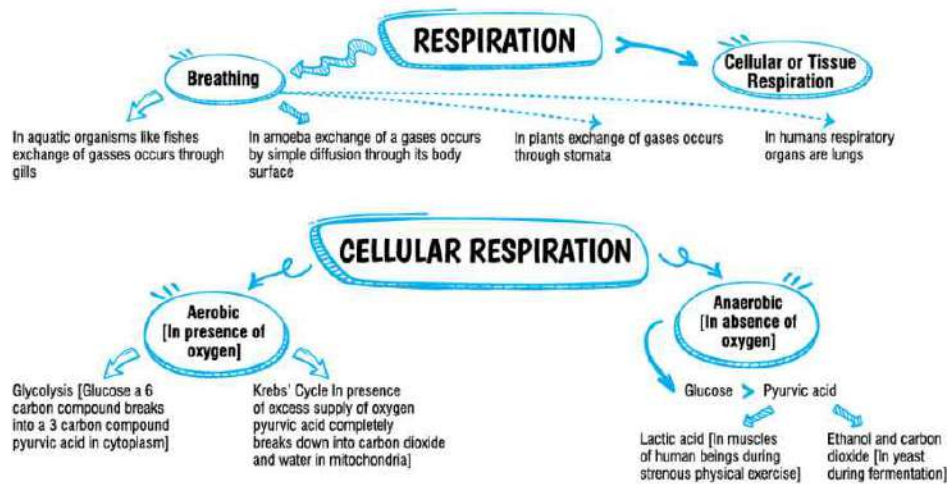 RESPIRATION
Breathing
Cellular or Tissue
Respiration
In aquatic organisms like fishes
exchange of gasses occurs through
gills
In amoeba exchange of a gases occurs
by simple diffusion through its body
surface
In plants exchange of gases occurs
through stomata
In humans respiratory
organs are lungs
CELLULAR RESPIRATION
Aerobic
[In presence of
oxygen]
Anaerobic
[In absence of
oxygen]
Glycolysis [Glucose a 6
carbon compound breaks
into a 3 carbon compound
pyurvic acid in cytoplasm]
Krebs' Cycle In presence
of excess supply of oxygen
pyurvic acid completely
breaks down into carbon dioxide
and water in mitochondria]
Glucose > Pyurvic acid
Lactic acid [In muscles
of human beings during
strenous physical exercise]
Ethanol and carbon
dioxide [In yeast
during fermentation]